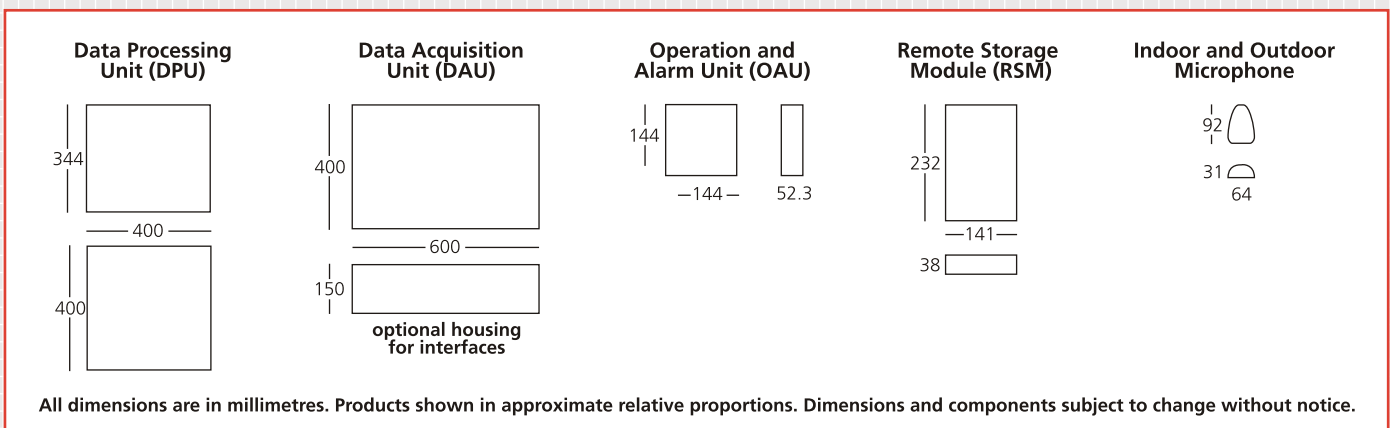 Data Processing
Unit (DPU)
344
400
400
Data Acquisition
Unit (DAU)
400
600
150
optional housing
for interfaces
Operation and
Alarm Unit (OAU)
144
144
52.3
Remote Storage
Module (RSM)
232
141
38
Indoor and Outdoor
Microphone
92
31
64
All dimensions are in millimetres. Products shown in approximate relative proportions. Dimensions and components subject to change without notice.